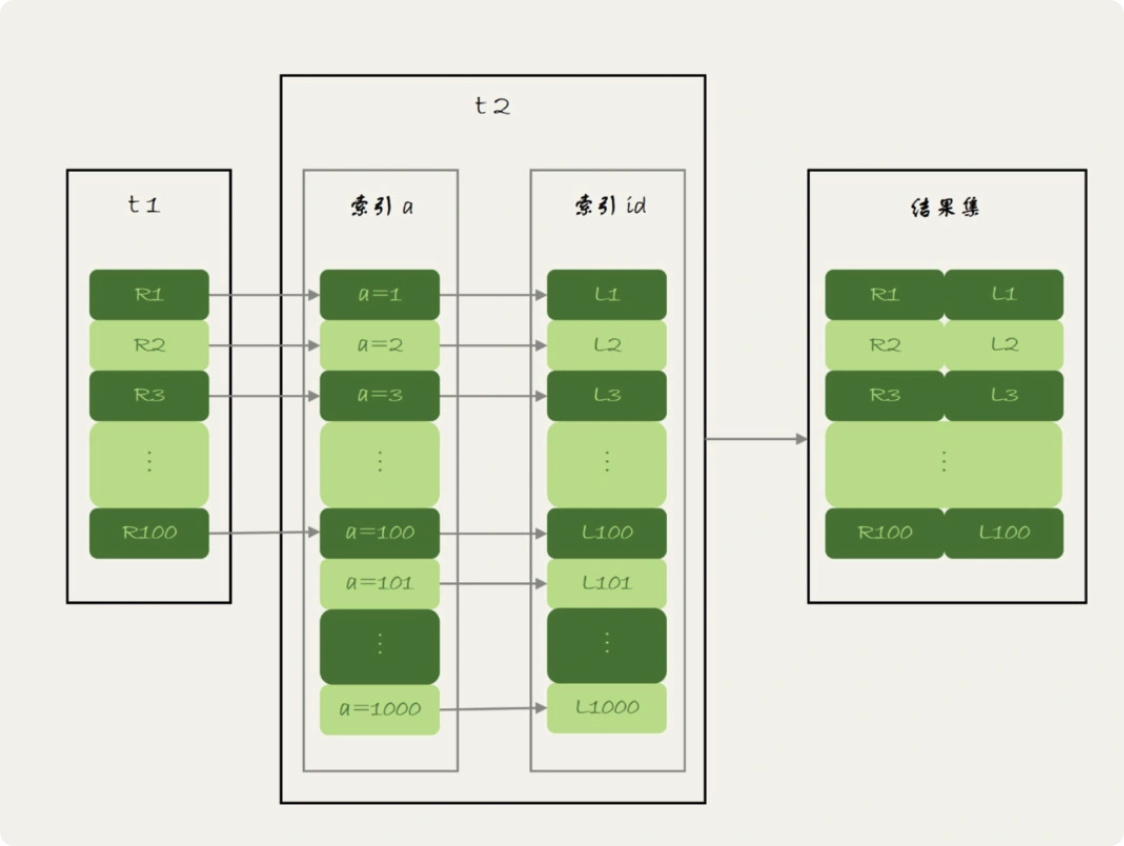 t2
t1
索引 a
索引 id
结果集
R1
a=1
L1
R1
L1
R2
a=2
L2
R2
L2
R3
a=3
L3
R3
L3
⋮
⋮
⋮
⋮
R100
a=100
L100
R100
L100
a=101
L101
⋮
⋮
a=1000
L1000